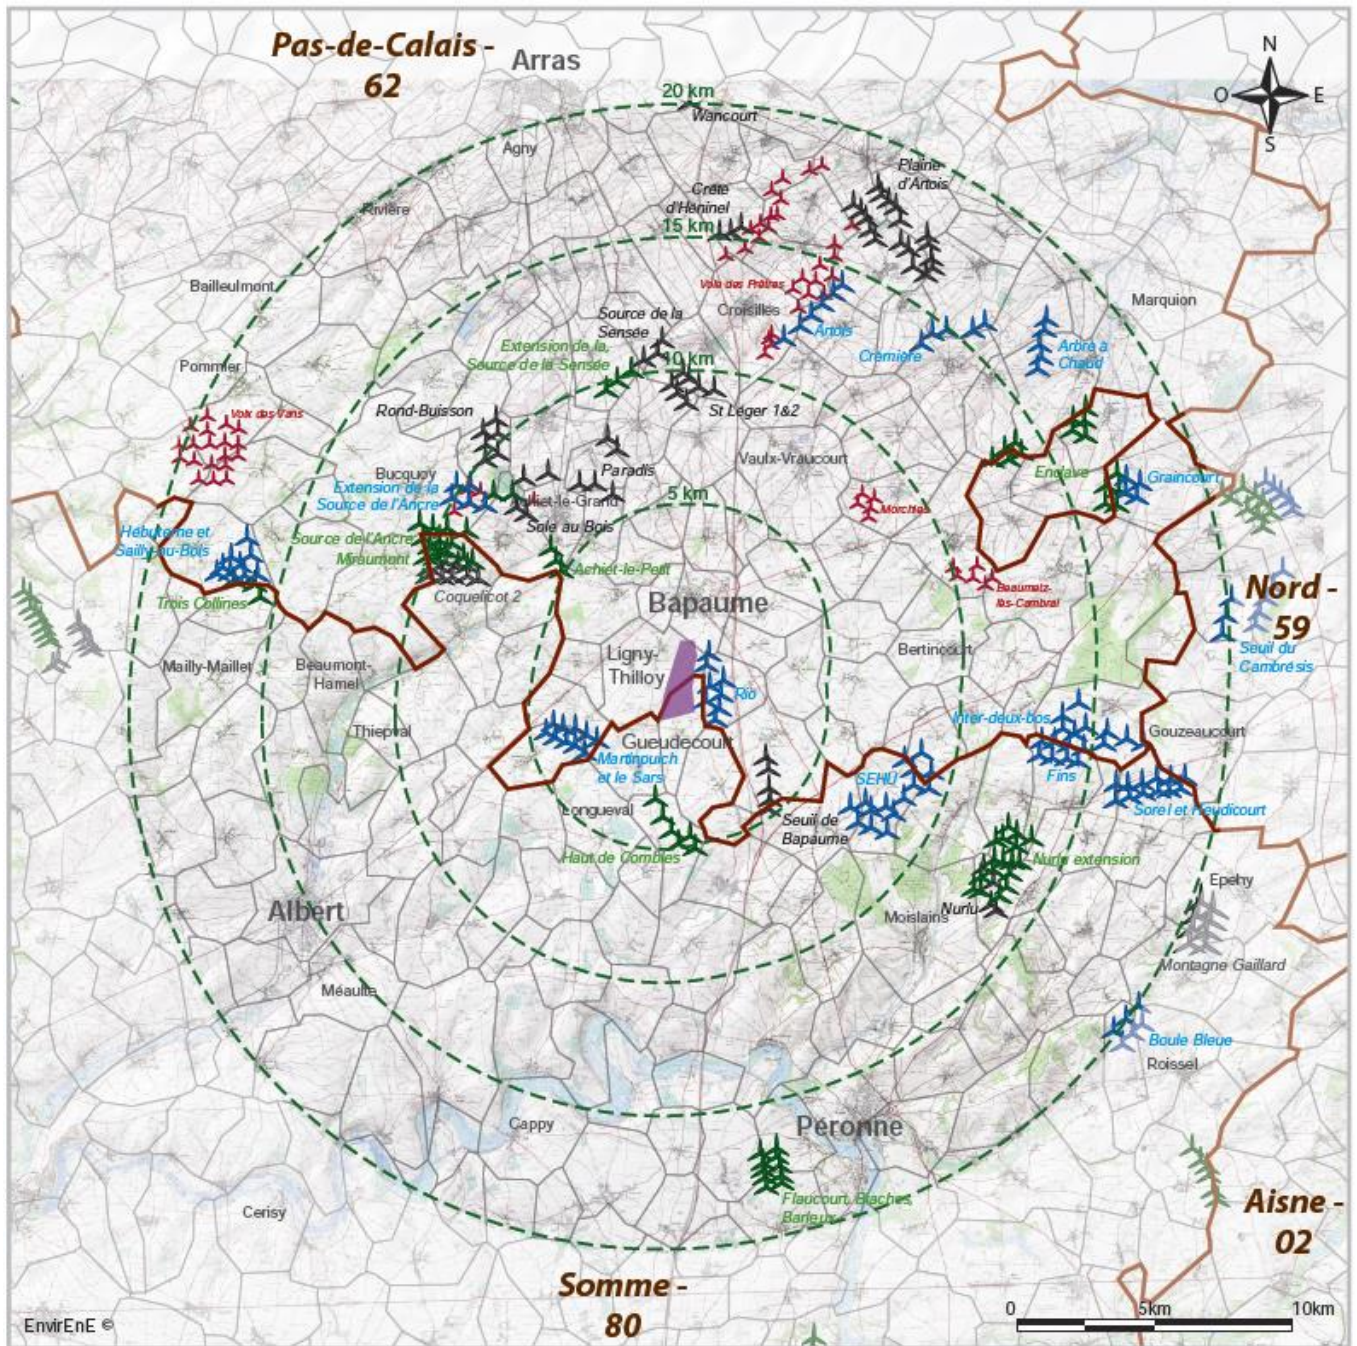 Pas-de-Calais -
62
Arras
N
O
E
S
20 km
Wancourt
Agny
Plaine
d'Artois
Crête
d'Héninel
Rivière
15 km
Bailleulmont
Voie des Prêtres
Marquion
Croisilles
Source de la
Sensée
Artois
Extension de la
Source de la Sensée
10 km
Crémière
Arbre à
Chaud
Pommier
Rond-Buisson
St Léger 1&2
Voix des Vans
Vaulx-Vraucourt
Bucquoy
Paradis
Enclave
Graincourt
Extension de la
Source de l'Ancre
5 km
Morchies
Sole au Bois
Hébuterne et
Sailly-au-Bois
Source de l'Ancre
Miraumont
Achiet-le-Petit
Coquelicot 2
Trois Collines
Bapaume
Beaumetz-
lès-Cambrai
Nord -
59
Ligny-
Thilloy
Bertincourt
Seuil du
Cambrésis
Mailly-Maillet
Beaumont-
Hamel
Rio
Inter-deux-bos
Thiepval
Gueudecourt
Gouzeaucourt
Martinpuich
et le Sars
SEHU
Fins
Longueval
Seuil de
Bapaume
Sorel et Heudicourt
Haut de Combles
Nurlu extension
Epehy
Albert
Nurlu
Moislains
Montagne Gaillard
Méaulte
Boule Bleue
Roissel
Cappy
Péronne
Flaucourt, Biaches,
Barleux
Cerisy
Aisne -
02
Somme -
80
0
5km
10km
EnvirEnE ©